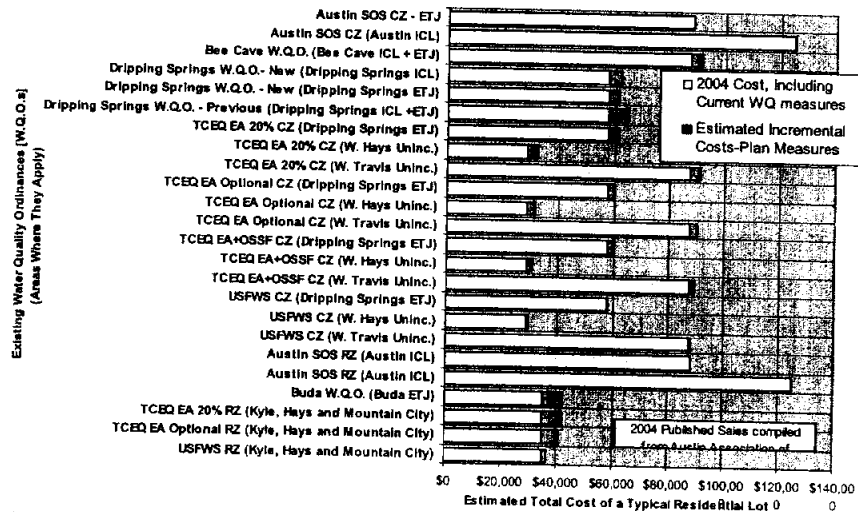 Austin SOS CZ - ETJ
Austin SOS CZ (Austin ICL)
Bee Cave W.Q.O. (Bee Cave ICL + ETJ)
Dripping Springs W.Q.O.- New (Dripping Springs ICL)
Dripping Springs W.Q.O. - New (Dripping Springs ETJ)
Dripping Springs W.Q.O. - Previous (Dripping Springs ICL +ETJ)
TCEQ EA 20% CZ (Dripping Springs ETJ)
TCEQ EA 20% CZ (W. Hays Uninc.)
TCEQ EA 20% CZ (W. Travis Uninc.)
TCEQ EA Optional CZ (Dripping Springs ETJ)
TCEQ EA Optional CZ (W. Hays Uninc.)
TCEQ EA Optional CZ (W. Travis Uninc.)
TCEQ EA+OSSF CZ (Dripping Springs ETJ)
TCEQ EA+OSSF CZ (W. Hays Uninc.)
TCEQ EA+OSSF CZ (W. Travis Uninc.)
USFWS CZ (Dripping Springs ETJ)
USFWS CZ (W. Hays Uninc.)
USFWS CZ (W. Travis Uninc.)
Austin SOS RZ (Austin ICL)
Austin SOS RZ (Austin ICL)
Buda W.Q.O. (Buda ETJ)
TCEQ EA 20% RZ (Kyle, Hays and Mountain City)
TCEQ EA Optional RZ (Kyle, Hays and Mountain City)
USFWS RZ (Kyle, Hays and Mountain City)
Existing Water Quality Ordinances [W.Q.O.s]
(Areas Where They Apply)
2004 Cost, Including
Current WQ measures
Estimated Incremental
Costs-Plan Measures
2004 Published Sales compiled
from Austin Association of
$0 $20,000 $40,000 $60,000 $80,000 $100,00 $120,00 $140,00
0 0 0
Estimated Total Cost of a Typical Residential Lot